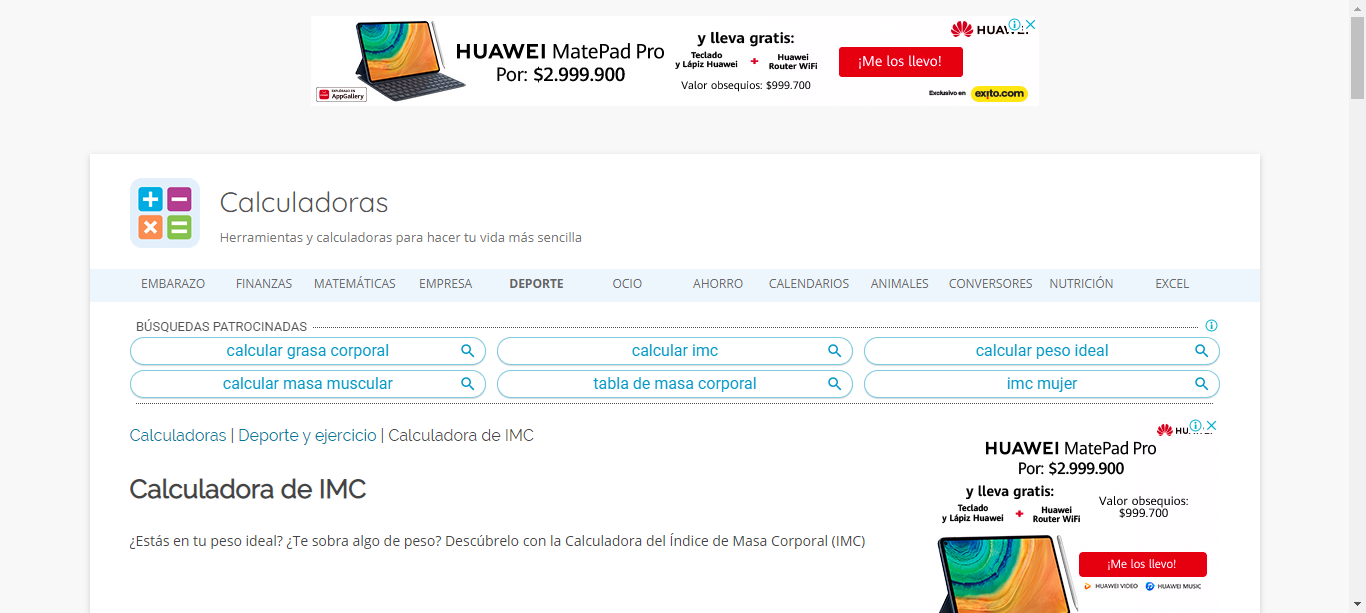 HUAWEI MatePad Pro
Por: $2.999.900
y lleva gratis:
Teclado
y Lápiz Huawei
+
Huawei
Router WiFi
Valor obsequios: $999.700
¡Me los llevo!
EXPLÓRALO EN
AppGallery
Exclusivo en exito.com
Calculadoras
Herramientas y calculadoras para hacer tu vida más sencilla
EMBARAZO FINANZAS MATEMÁTICAS EMPRESA DEPORTE OCIO AHORRO CALENDARIOS ANIMALES CONVERSORES NUTRICIÓN EXCEL
BÚSQUEDAS PATROCINADAS
calcular grasa corporal calcular imc calcular peso ideal
calcular masa muscular tabla de masa corporal imc mujer
Calculadoras | Deporte y ejercicio | Calculadora de IMC
Calculadora de IMC
¿Estás en tu peso ideal? ¿Te sobra algo de peso? Descúbrelo con la Calculadora del Índice de Masa Corporal (IMC)
HUAWEI MatePad Pro
Por: $2.999.900
y lleva gratis:
Teclado
y Lápiz Huawei
+
Huawei
Router WiFi
Valor obsequios:
$999.700
¡Me los llevo!
HUAWEI VIDEO HUAWEI MUSIC